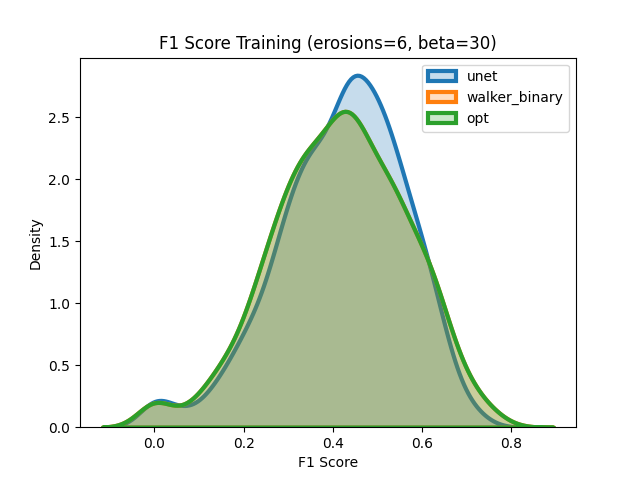 F1 Score Training (erosions=6, beta=30)
unet
walker_binary
opt
Density
2.5
2.0
1.5
1.0
0.5
0.0
0.0 0.2 0.4 0.6 0.8
F1 Score